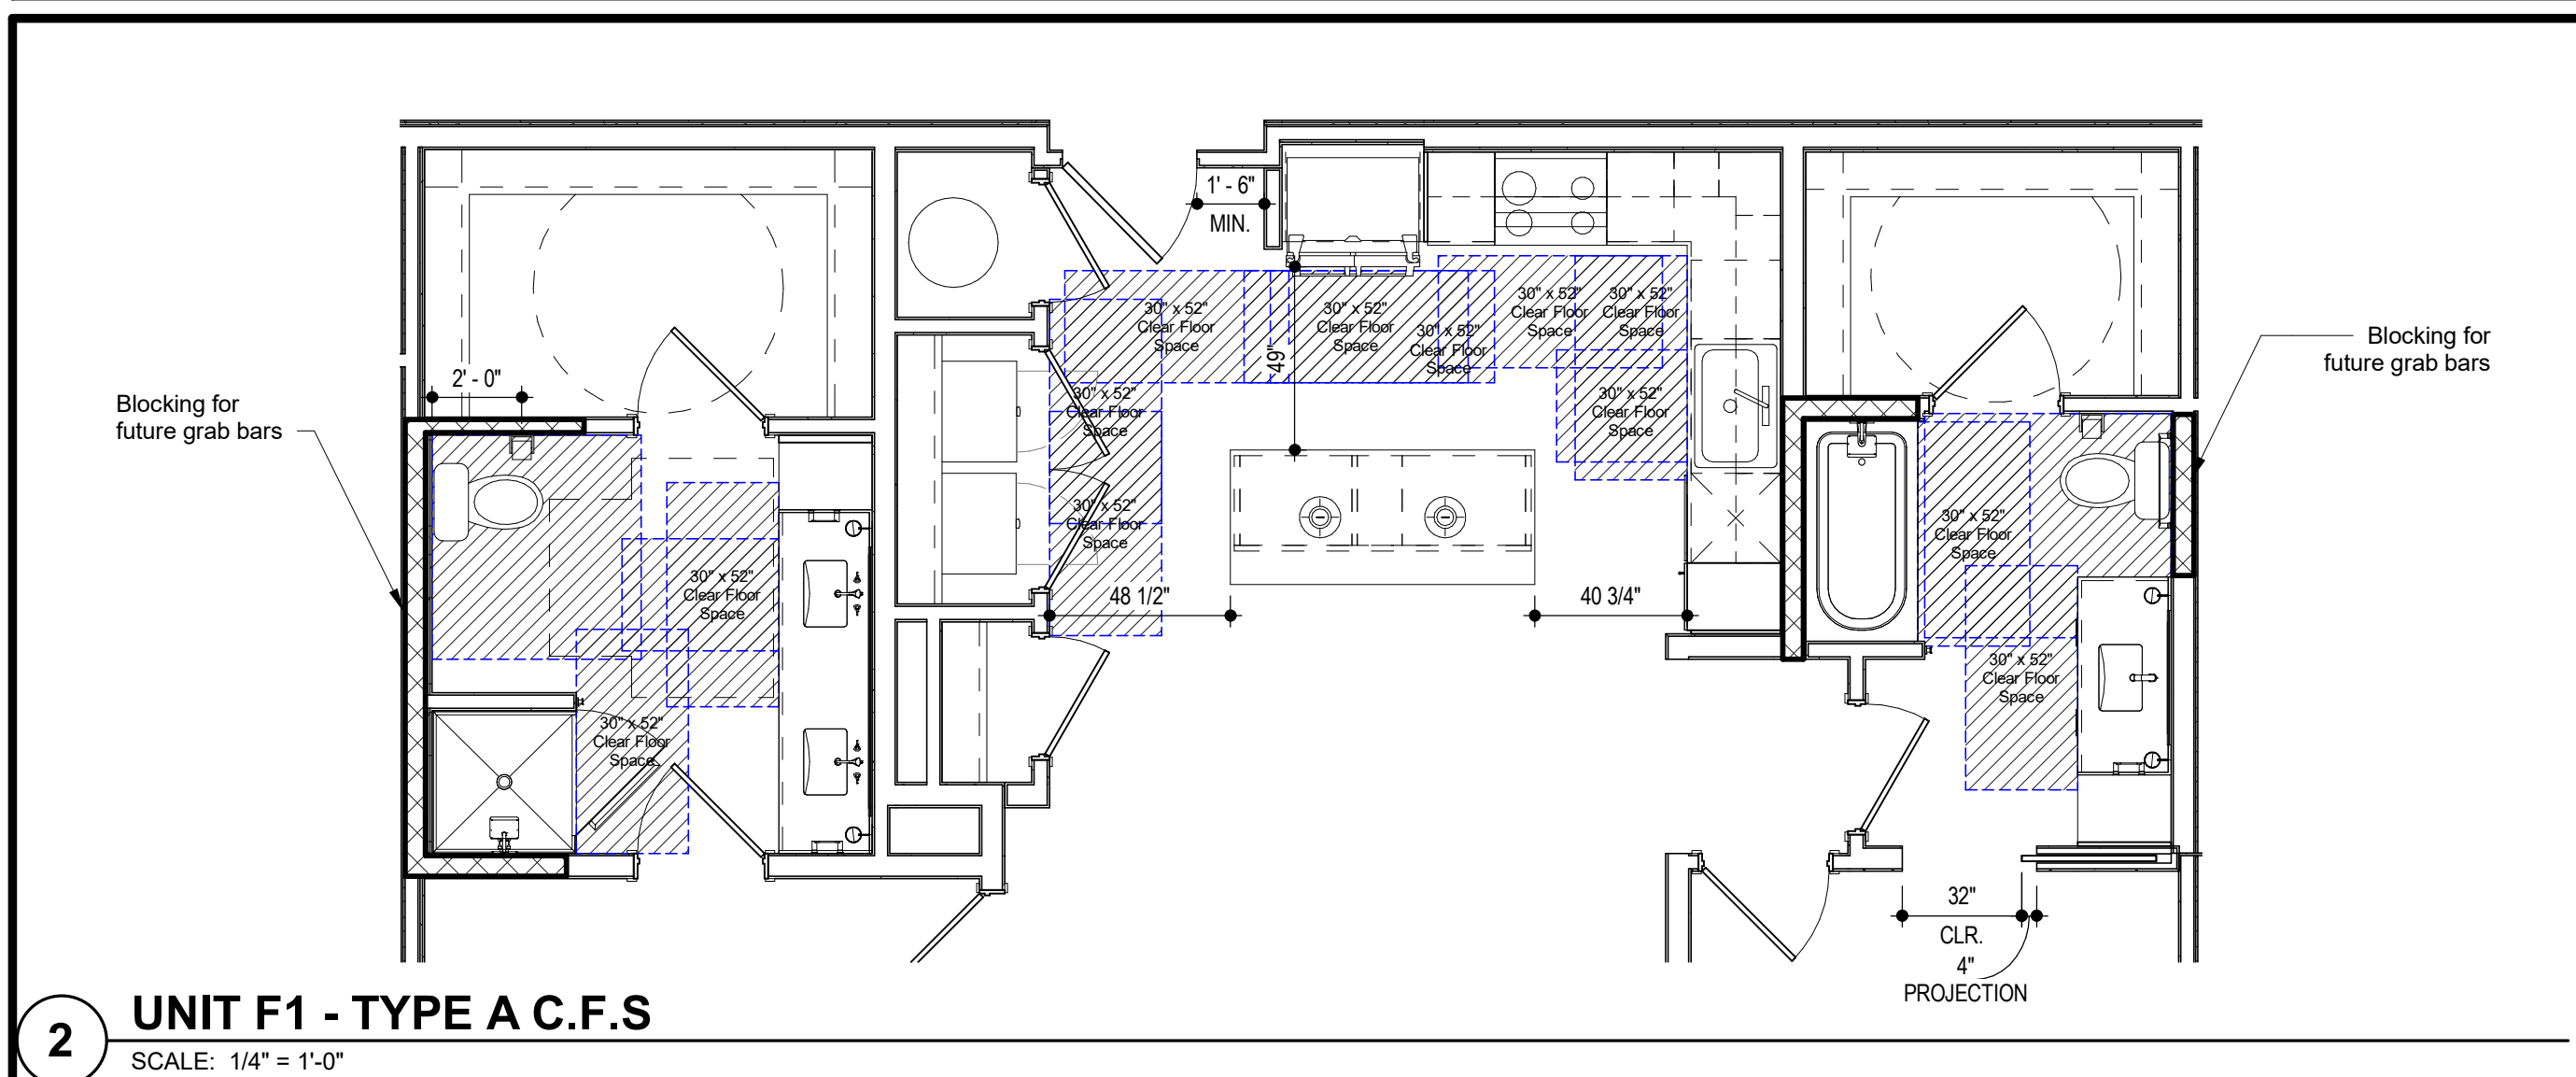 1' - 6"
MIN.
30" x 52"
Clear Floor
Space
30" x 52"
Clear Floor
Space
30" x 52"
Clear Floor
Space
30" x 52"
Clear Floor
Space
30" x 52"
Clear Floor
Space
49"
Blocking for
future grab bars
2' - 0"
Blocking for
future grab bars
30" x 52"
Clear Floor
Space
30" x 52"
Clear Floor
Space
30" x 52"
Clear Floor
Space
30" x 52"
Clear Floor
Space
30" x 52"
Clear Floor
Space
48 1/2"
40 3/4"
30" x 52"
Clear Floor
Space
30" x 52"
Clear Floor
Space
32"
CLR.
4"
PROJECTION
2
UNIT F1 - TYPE A C.F.S
SCALE: 1/4" = 1'-0"